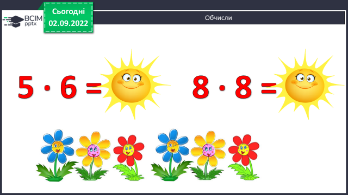 Сьогодні
02.09.2022
Обчисли
ВСІМ
pptx
5 · 6 =
8 · 8 =